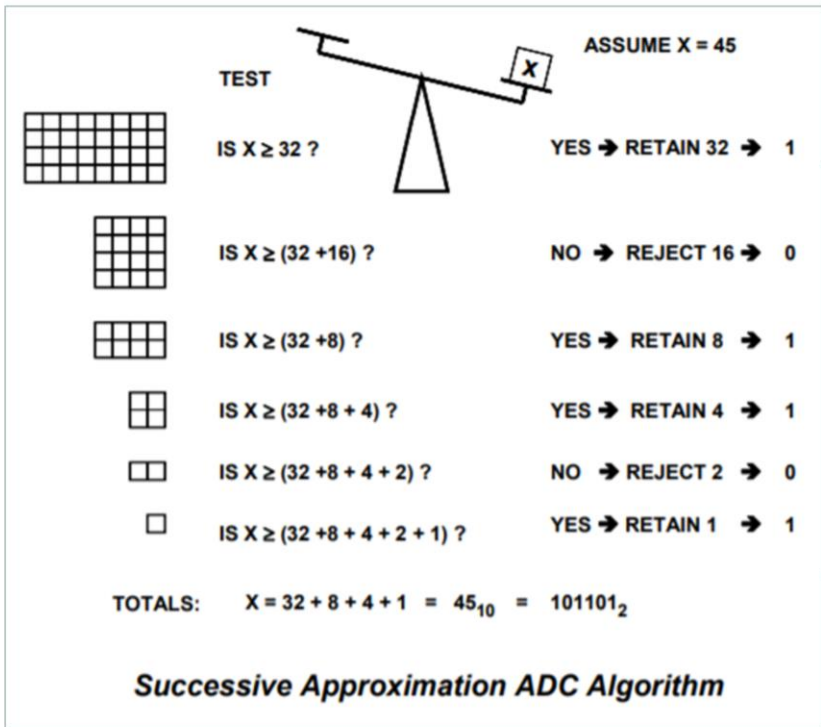 ASSUME X = 45
X
TEST
IS X ≥ 32 ? YES ➔ RETAIN 32 ➔ 1
IS X ≥ (32 +16) ? NO ➔ REJECT 16 ➔ 0
IS X ≥ (32 +8) ? YES ➔ RETAIN 8 ➔ 1
IS X ≥ (32 +8 + 4) ? YES ➔ RETAIN 4 ➔ 1
IS X ≥ (32 +8 + 4 + 2) ? NO ➔ REJECT 2 ➔ 0
IS X ≥ (32 +8 + 4 + 2 + 1) ? YES ➔ RETAIN 1 ➔ 1
TOTALS: X = 32 + 8 + 4 + 1 = 45₁₀ = 101101₂
Successive Approximation ADC Algorithm